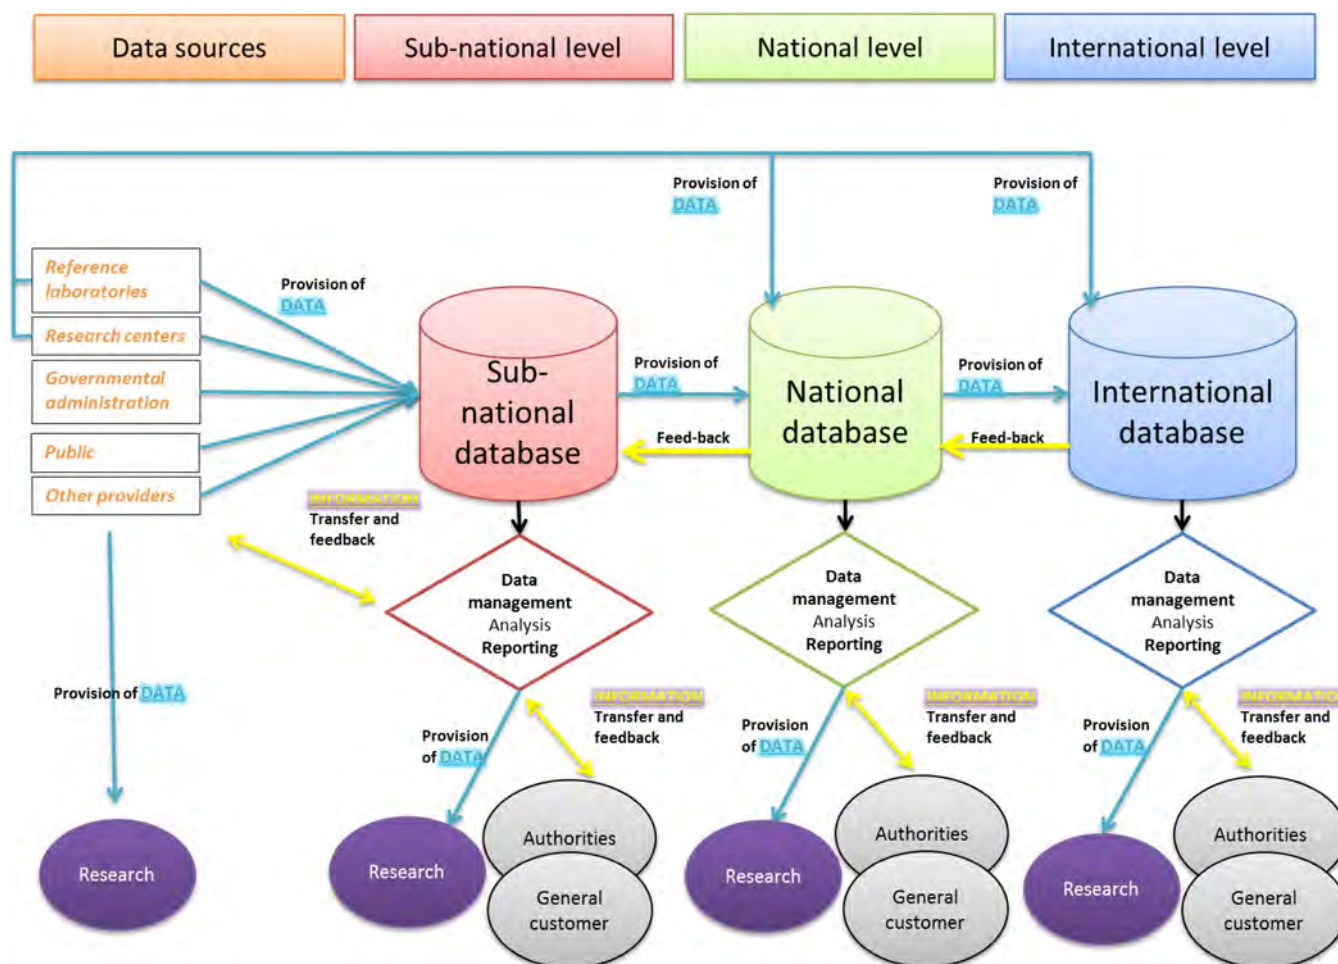 Data sources
Sub-national level
National level
International level
Provision of
DATA
Provision of
DATA
Reference
laboratories
Research centers
Governmental
administration
Public
Other providers
Provision of
DATA
Sub-
national
database
Provision of
DATA
Feed-back
National
database
Provision of
DATA
Feed-back
International
database
INFORMATION
Transfer and
feedback
Data
management
Analysis
Reporting
Data
management
Analysis
Reporting
Data
management
Analysis
Reporting
Provision of DATA
Provision
of DATA
INFORMATION
Transfer and
feedback
Provision
of DATA
INFORMATION
Transfer and
feedback
Provision
of DATA
INFORMATION
Transfer and
feedback
Research
Research
Authorities
General
customer
Research
Authorities
General
customer
Research
Authorities
General
customer